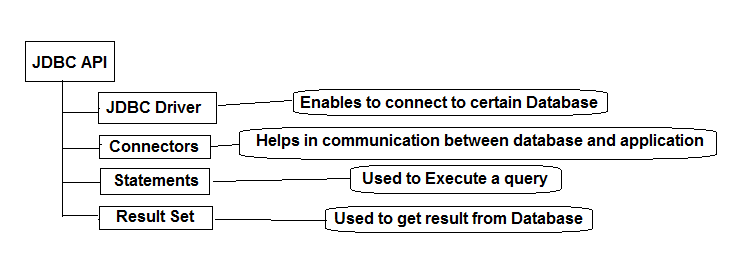 JDBC API
JDBC Driver
Enables to connect to certain Database
Connectors
Helps in communication between database and application
Statements
Used to Execute a query
Result Set
Used to get result from Database